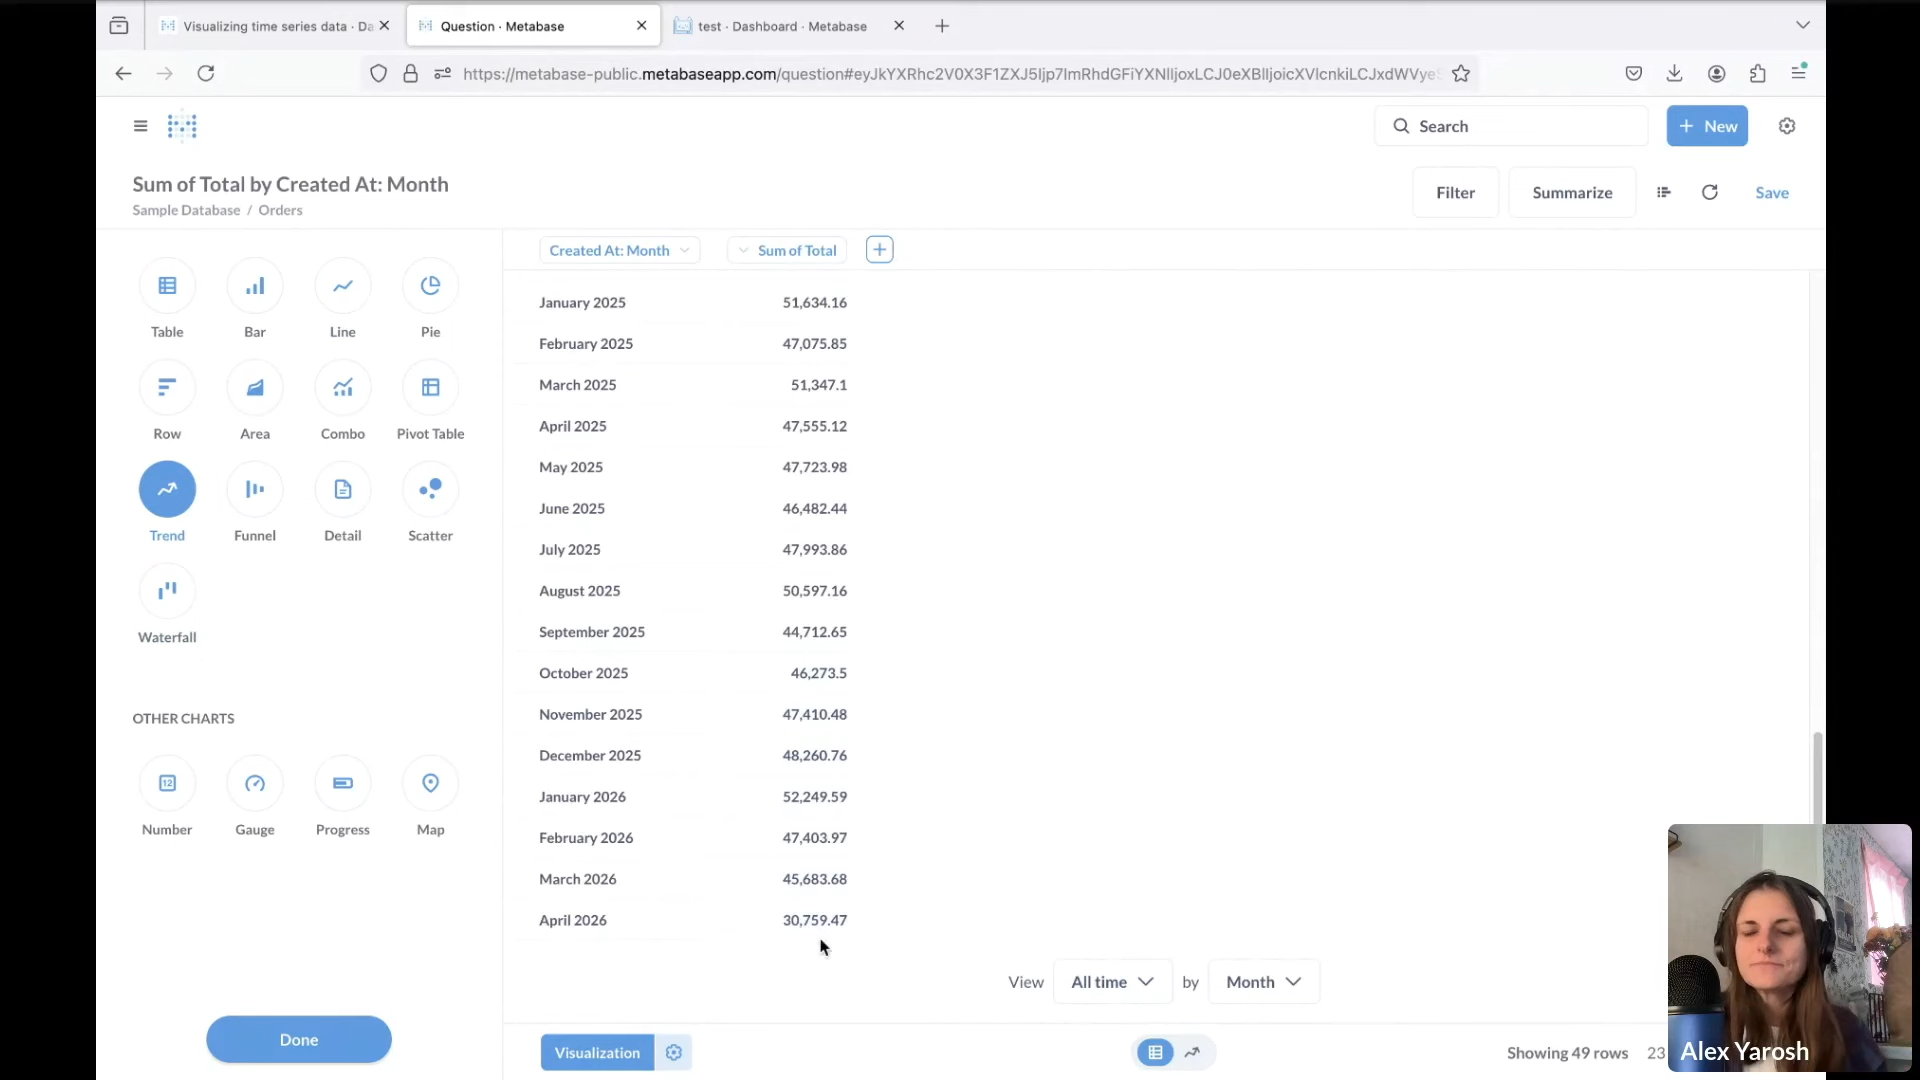 Visualizing time series data · Da
Question · Metabase
test · Dashboard · Metabase
Search
New
Sum of Total by Created At: Month
Sample Database / Orders
Filter
Summarize
Save
Created At: Month
Sum of Total
Table
Bar
Line
Pie
Row
Area
Combo
Pivot Table
Trend
Funnel
Detail
Scatter
Waterfall
OTHER CHARTS
Number
Gauge
Progress
Map
Done
January 2025 51,634.16
February 2025 47,075.85
March 2025 51,347.1
April 2025 47,555.12
May 2025 47,723.98
June 2025 46,482.44
July 2025 47,993.86
August 2025 50,597.16
September 2025 44,712.65
October 2025 46,273.5
November 2025 47,410.48
December 2025 48,260.76
January 2026 52,249.59
February 2026 47,403.97
March 2026 45,683.68
April 2026 30,759.47
View All time by Month
Visualization
Showing 49 rows 23
Alex Yarosh